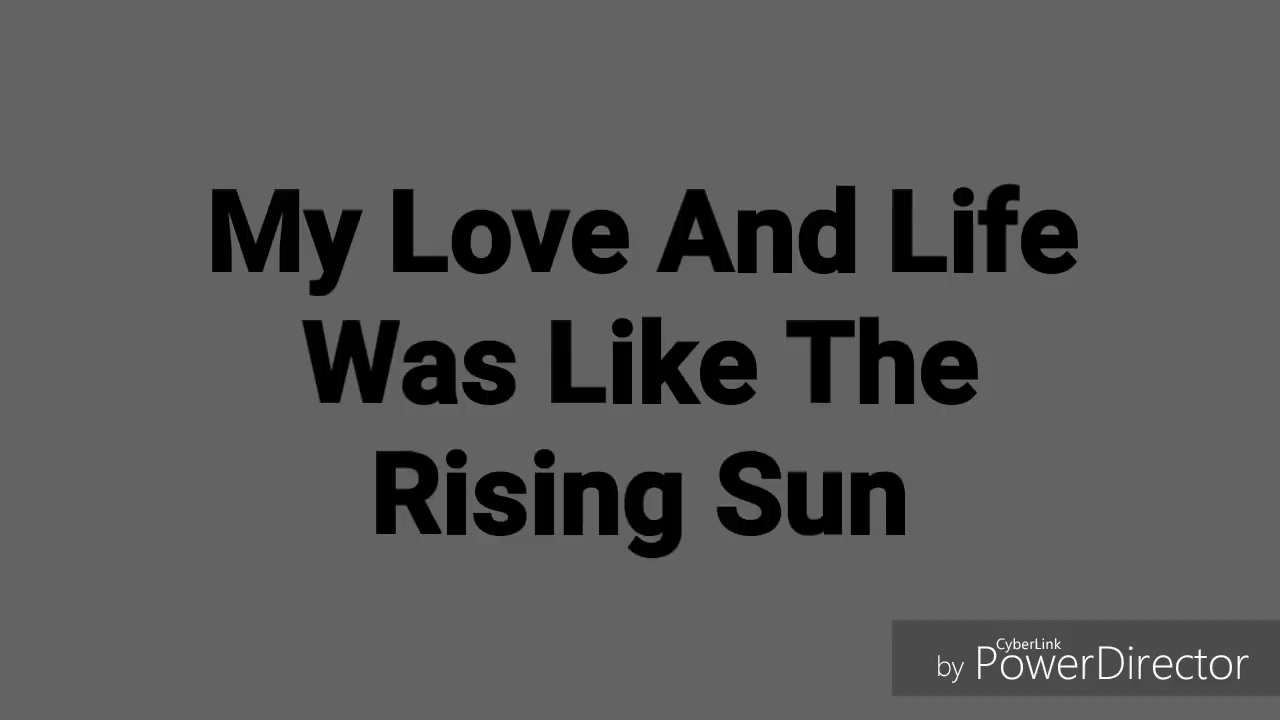 My Love And Life
Was Like The
Rising Sun
CyberLink
by PowerDirector